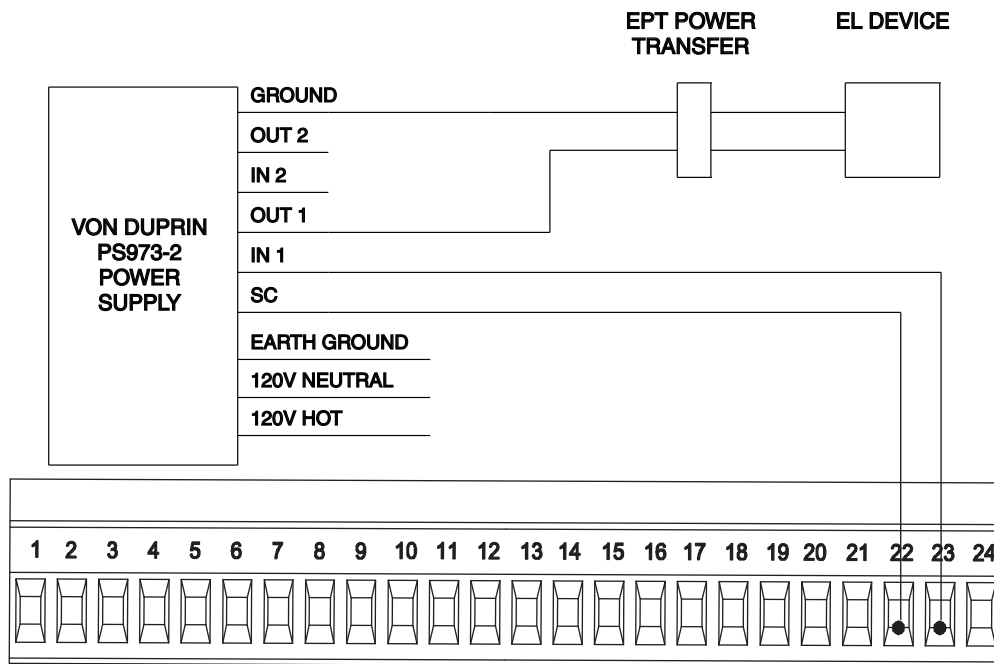 EPT POWER
TRANSFER
EL DEVICE
GROUND
OUT 2
IN 2
OUT 1
IN 1
SC
EARTH GROUND
120V NEUTRAL
120V HOT
VON DUPRIN
PS973-2
POWER
SUPPLY
1 2 3 4 5 6 7 8 9 10 11 12 13 14 15 16 17 18 19 20 21 22 23 24